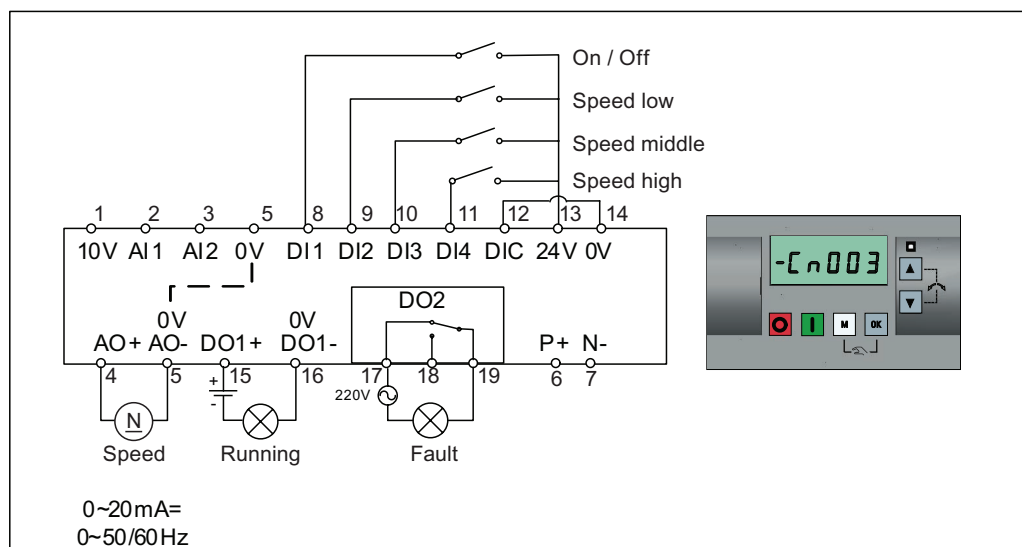 On / Off
Speed low
Speed middle
Speed high
1 2 3 5 8 9 10 11 12 13 14
10V AI1 AI2 0V DI1 DI2 DI3 DI4 DIC 24V 0V
-Cn003
DO2
0V 0V
AO+ AO- DO1+ DO1- P+ N-
4 5 15 16 17 18 19 6 7
M OK
+
-
220V
N
Speed Running Fault
0~20mA=
0~50/60Hz